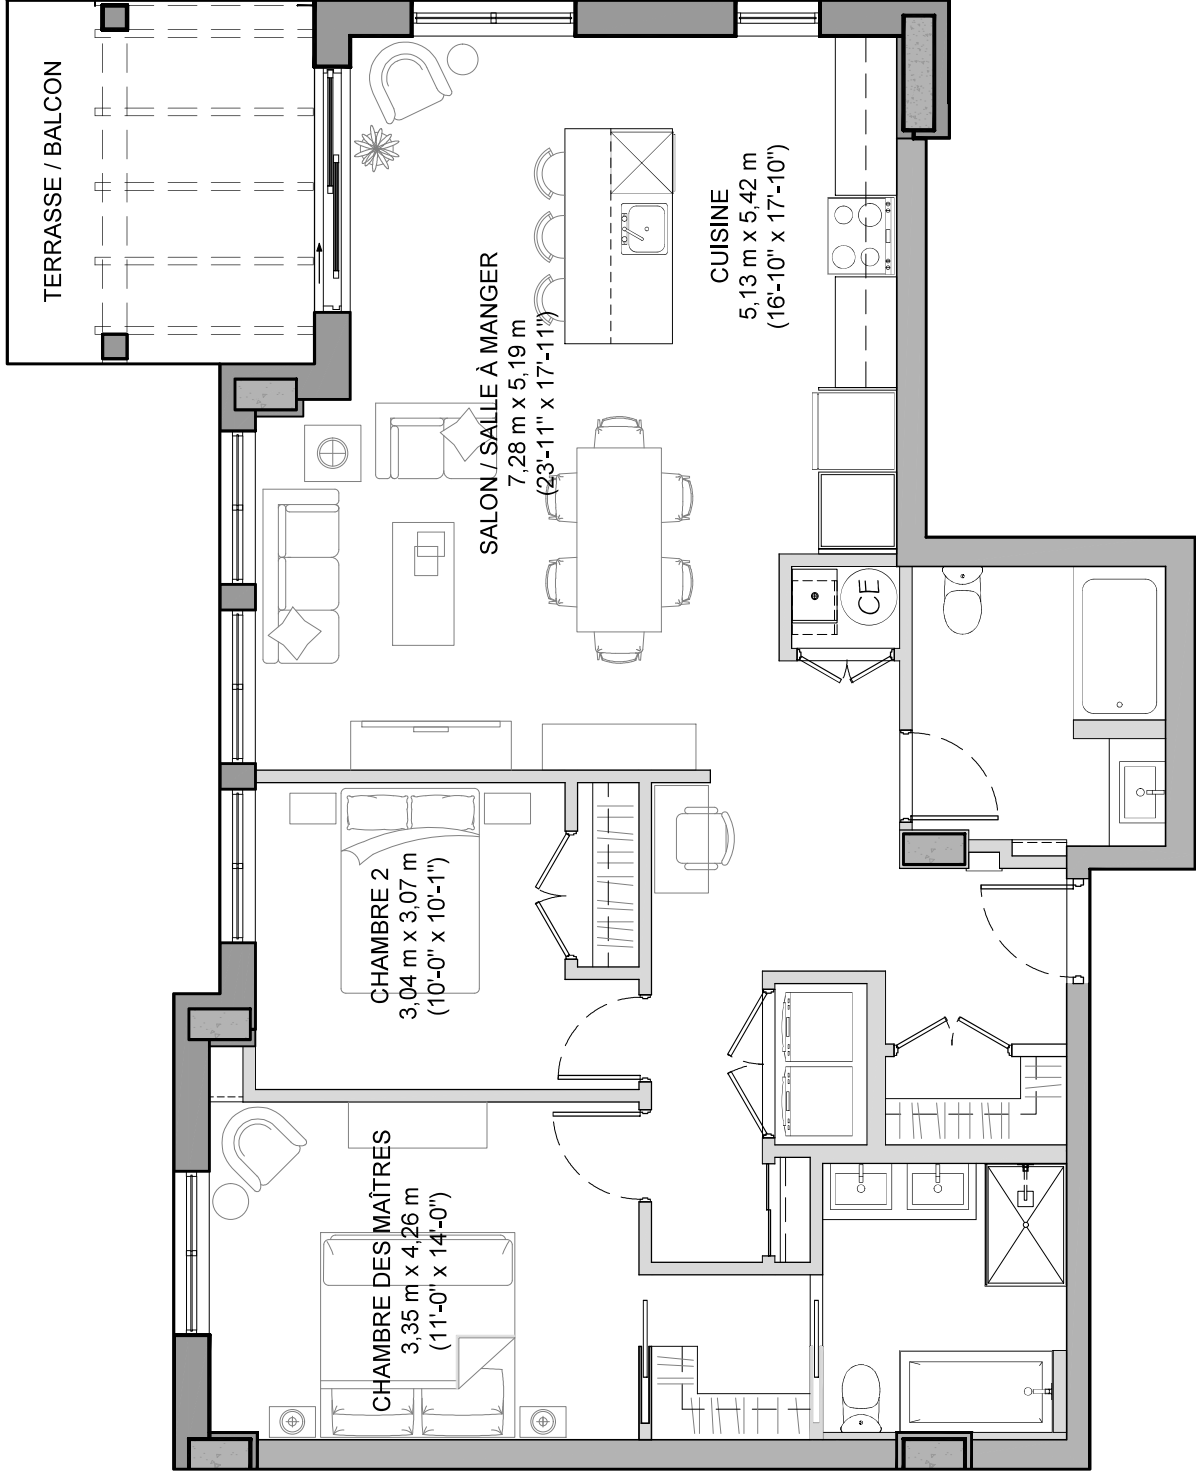 TERRASSE / BALCON
SALON / SALLE À MANGER
7,28 m x 5,19 m
(23'-11" x 17'-11")
CUISINE
5,13 m x 5,42 m
(16'-10" x 17'-10")
CE
CHAMBRE 2
3,04 m x 3,07 m
(10'-0" x 10'-1")
CHAMBRE DES MAÎTRES
3,35 m x 4,26 m
(11'-0" x 14'-0")